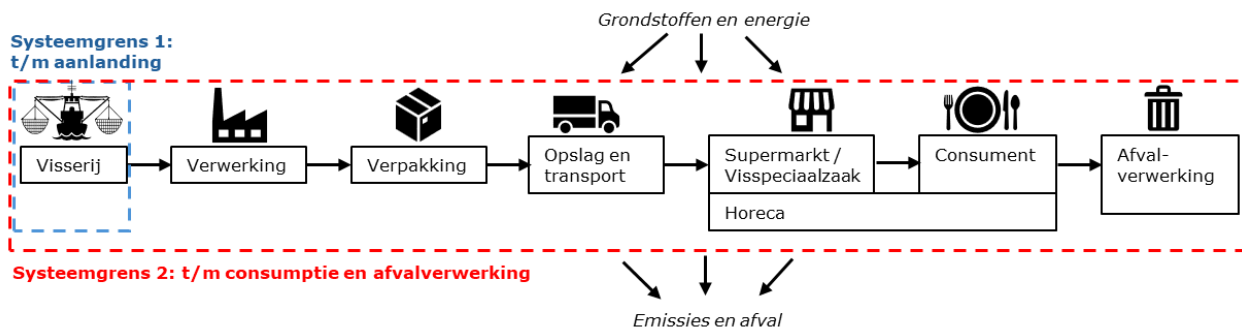 Grondstoffen en energie
Systeemgrens 1:
t/m aanlanding
Visserij
Verwerking
Verpakking
Opslag en
transport
Supermarkt /
Visspeciaalzaak
Consument
Afval-
verwerking
Horeca
Systeemgrens 2: t/m consumptie en afvalverwerking
Emissies en afval